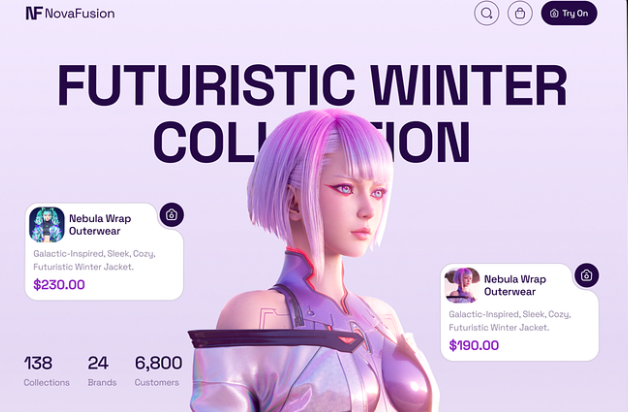 NF NovaFusion
Try On
FUTURISTIC WINTER
COLL ION
Nebula Wrap
Outerwear
Galactic-Inspired, Sleek, Cozy,
Futuristic Winter Jacket.
$230.00
Nebula Wrap
Outerwear
Galactic-Inspired, Sleek, Cozy,
Futuristic Winter Jacket.
$190.00
138
24
6,800
Collections
Brands
Customers